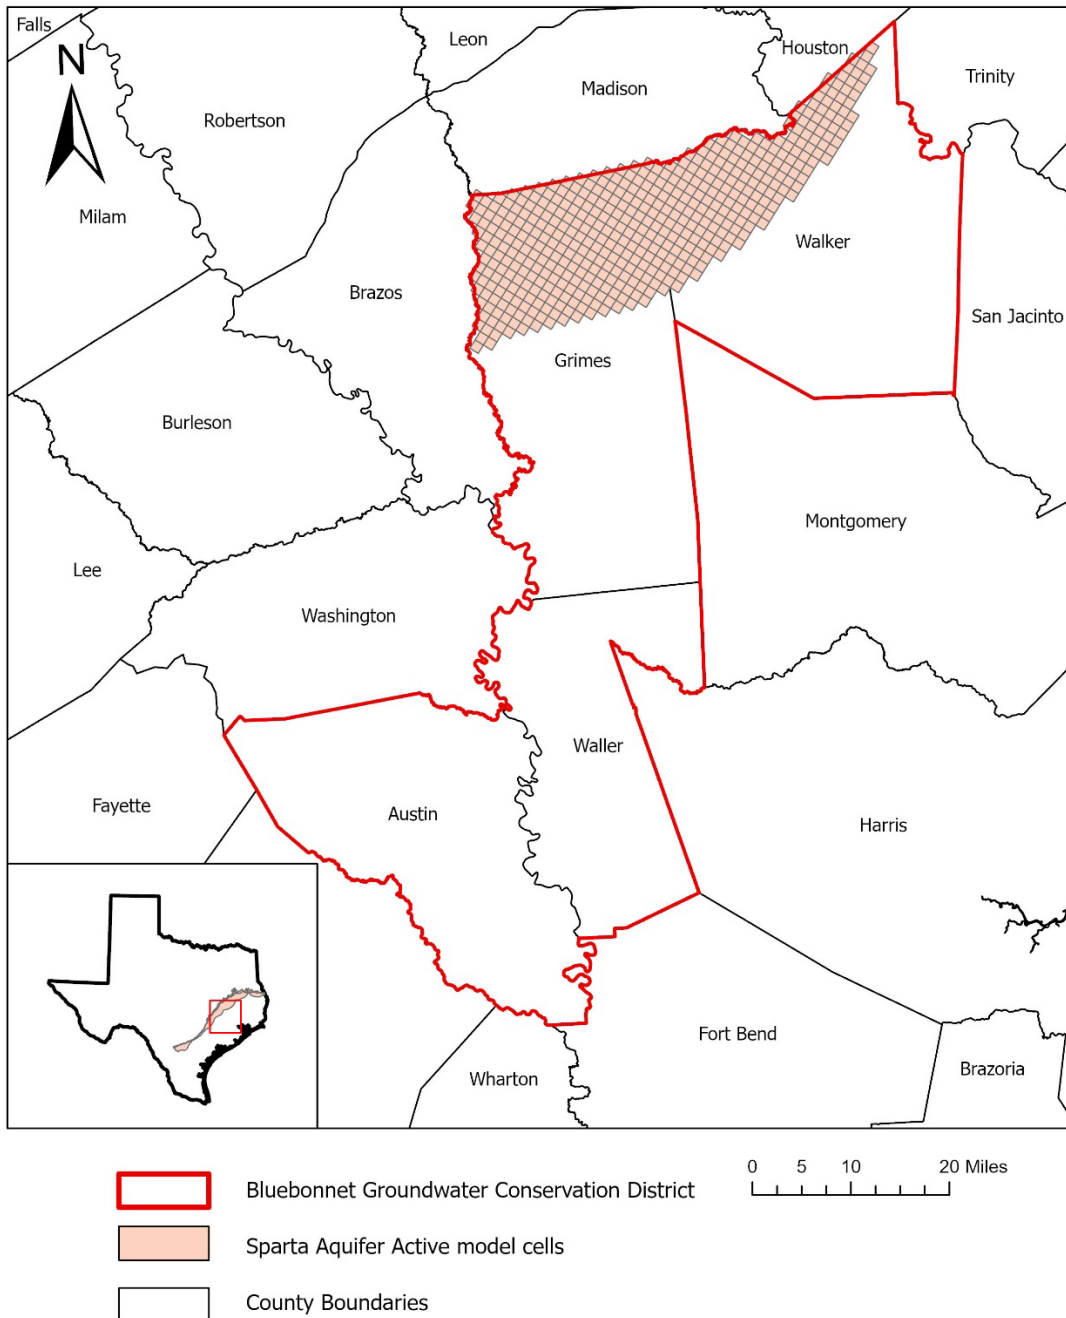 Falls
Leon
Houston
Trinity
N
Madison
Robertson
Milam
Walker
Brazos
San Jacinto
Grimes
Burleson
Montgomery
Lee
Washington
Waller
Fayette
Austin
Harris
Fort Bend
Wharton
Brazoria
0 5 10 20 Miles
Bluebonnet Groundwater Conservation District
Sparta Aquifer Active model cells
County Boundaries